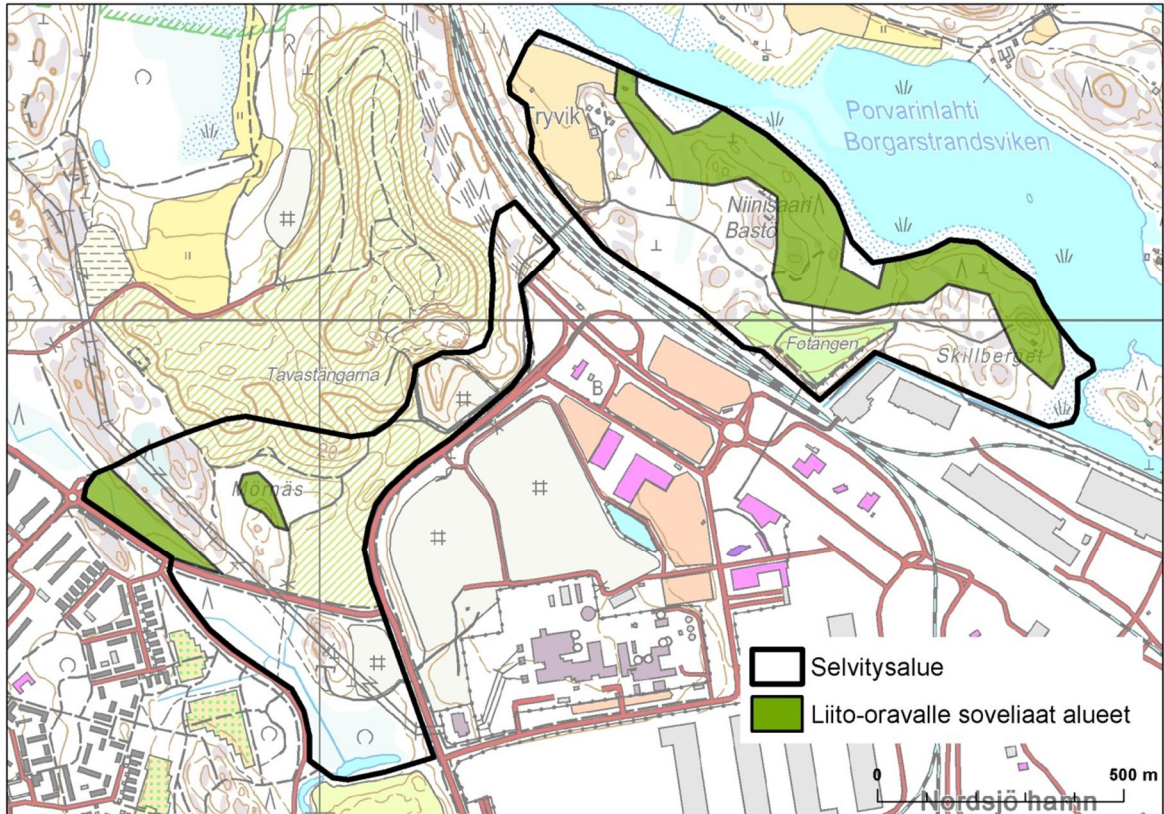 Porvarinlahti
Borgarstrandsviken
Tryvik
Niinisaari
Bastö
Fotängen
Skillberget
Tavastängarna
B
20
Mörnäs
Selvitysalue
Liito-oravalle soveliaat alueet
0
500 m
Nordsjö hamn